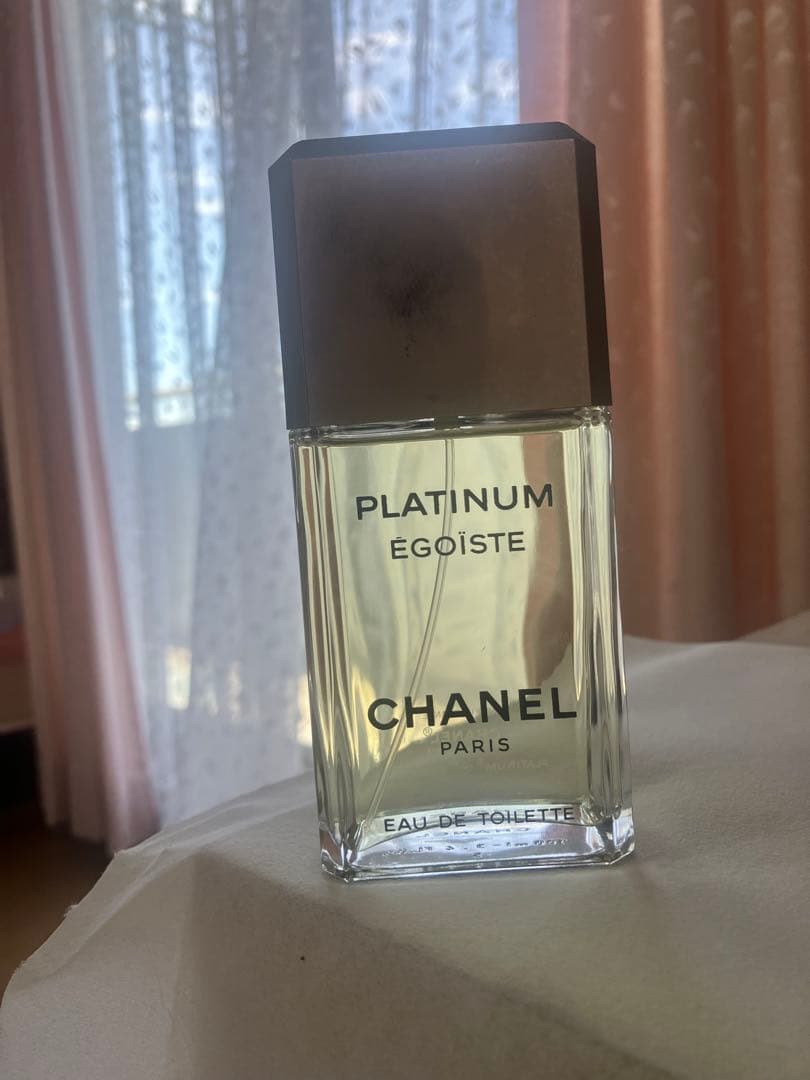 PLATINUM
ÉGOÏSTE
CHANEL
PARIS
EAU DE TOILETTE